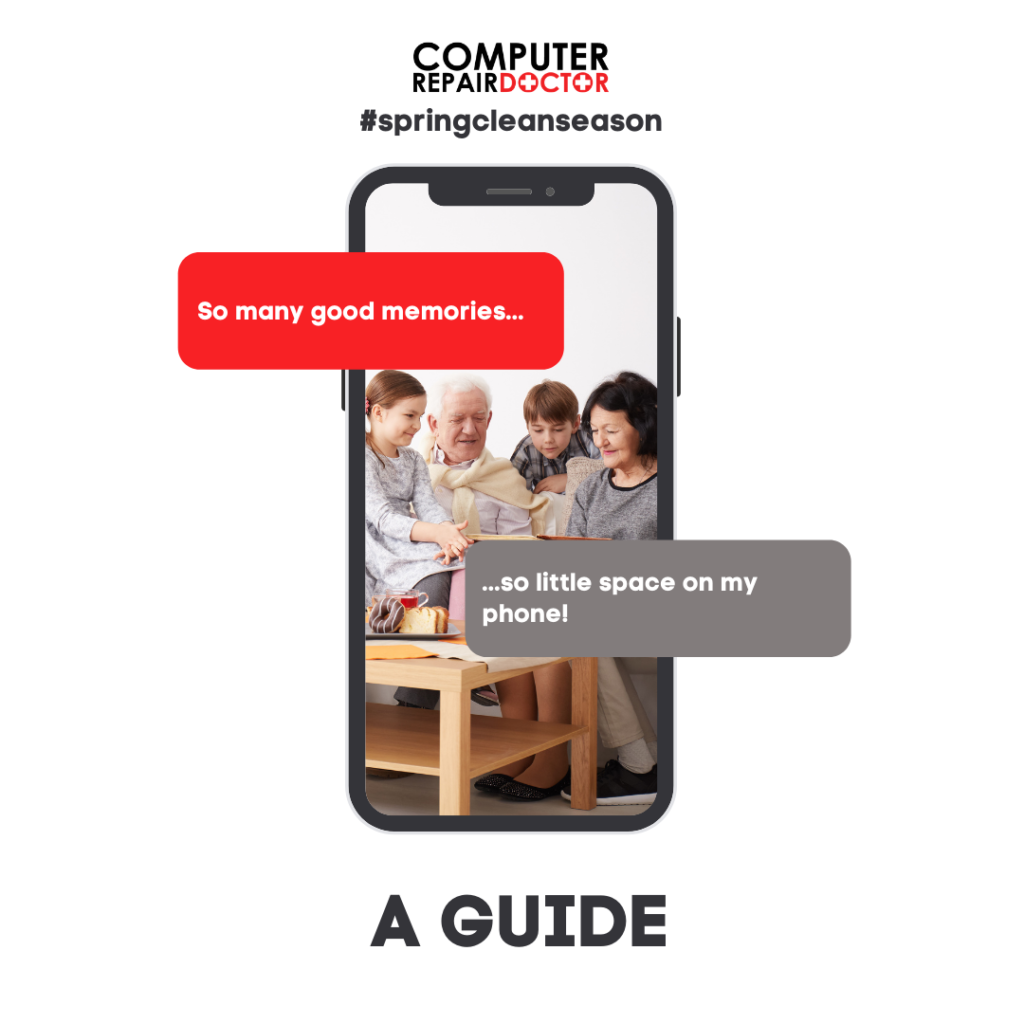 COMPUTER
REPAIRDOCTOR
#springcleanseason
So many good memories...
...so little space on my
phone!
A GUIDE